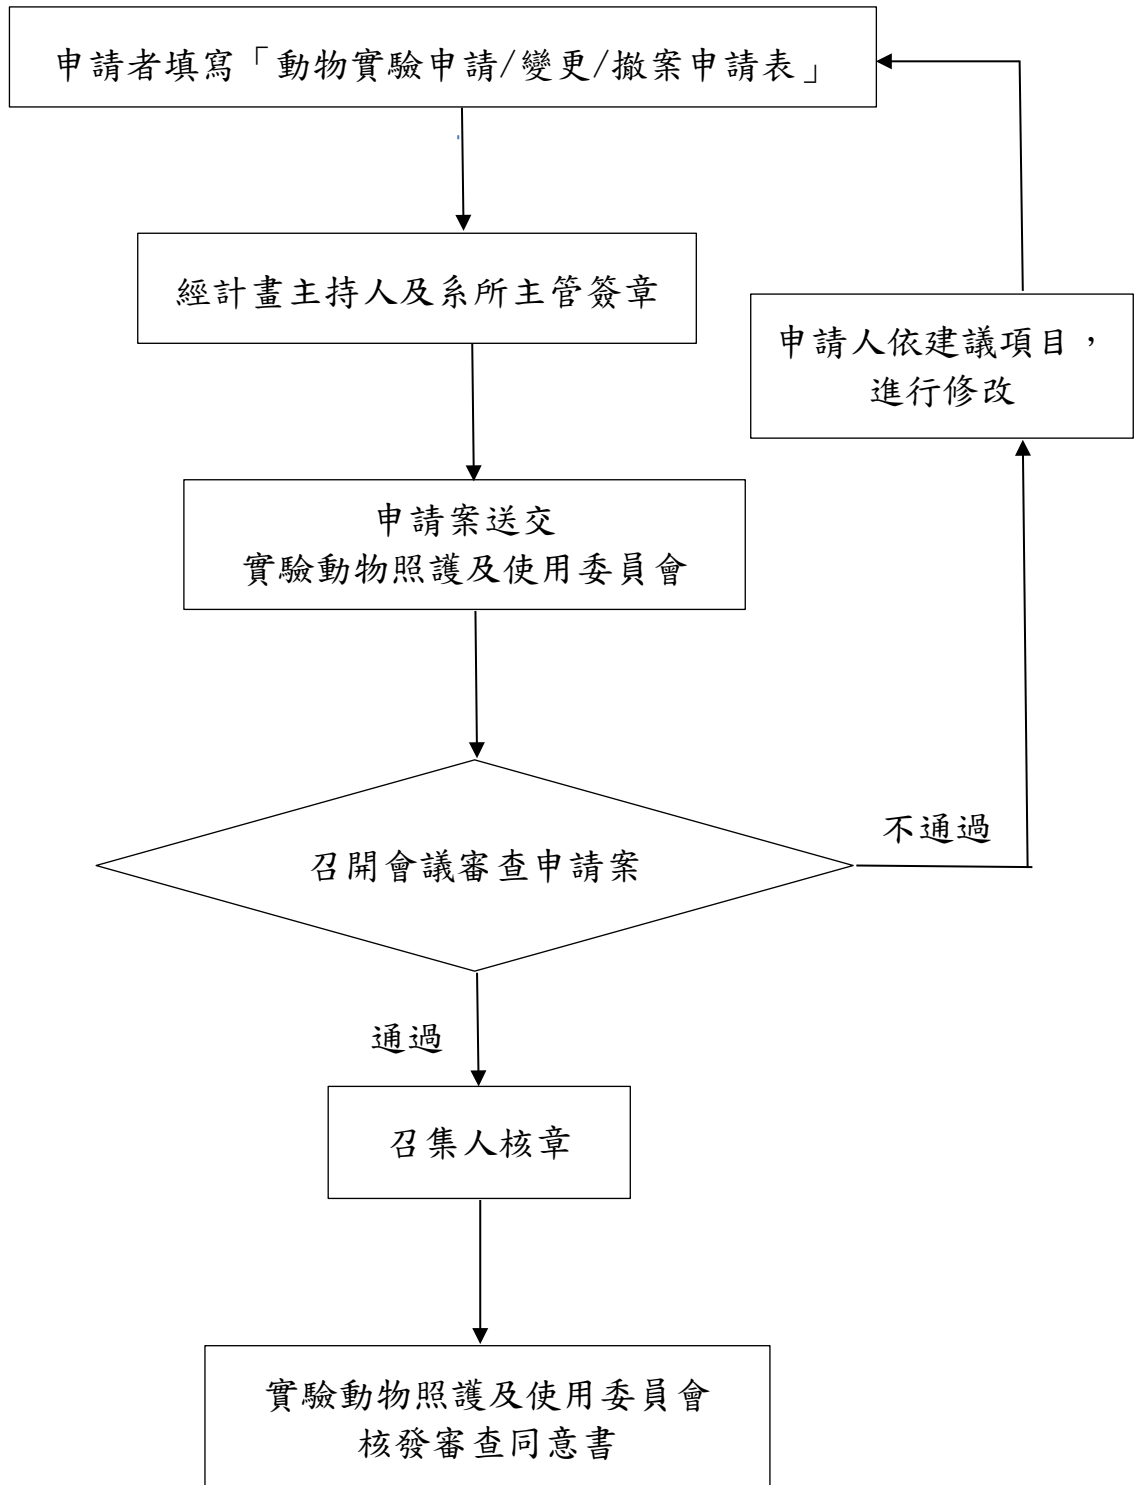 申請者填寫「動物實驗申請/變更/撤案申請表」
經計畫主持人及系所主管簽章
申請人依建議項目，
進行修改
申請案送交
實驗動物照護及使用委員會
召開會議審查申請案
不通過
通過
召集人核章
實驗動物照護及使用委員會
核發審查同意書